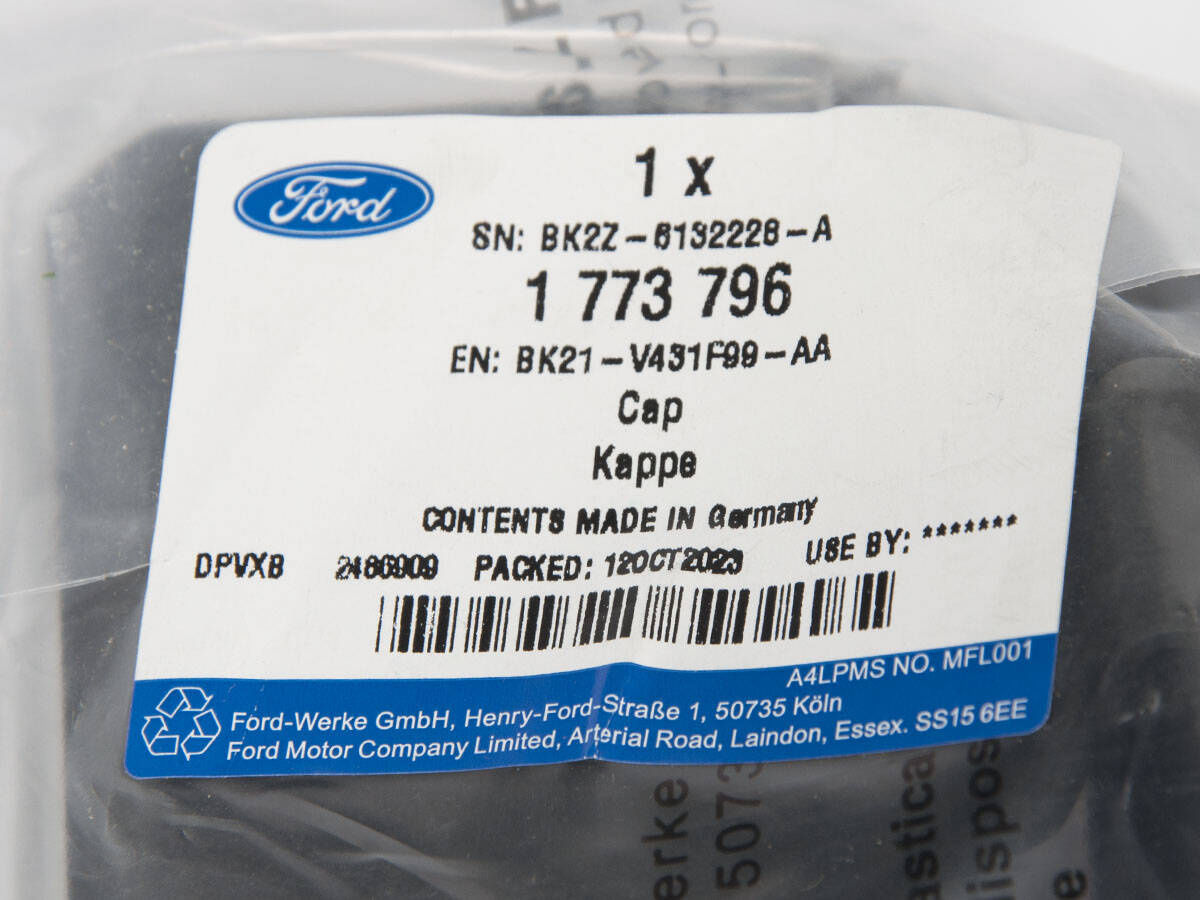 Ford
1 x
SN: BK2Z-6132228-A
1 773 796
EN: BK21-V431F99-AA
Cap
Kappe
CONTENTS MADE IN Germany
DPVXB 2486909 PACKED: 12OCT2023 USE BY: *******
A4LPMS NO. MFL001
Ford-Werke GmbH, Henry-Ford-Straße 1, 50735 Köln
Ford Motor Company Limited, Arterial Road, Laindon, Essex. SS15 6EE